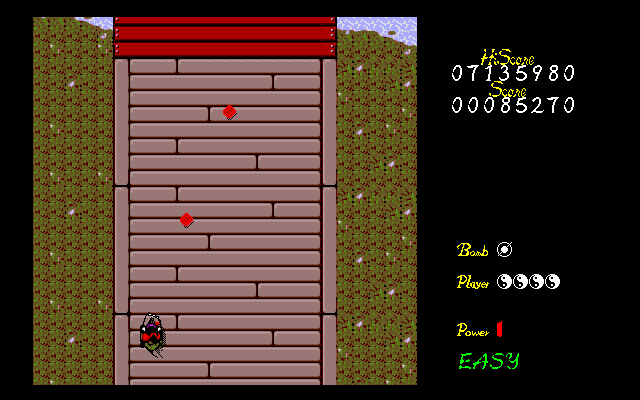 HiScore
07135980
Score
00085270
Bomb
Player
Power
EASY